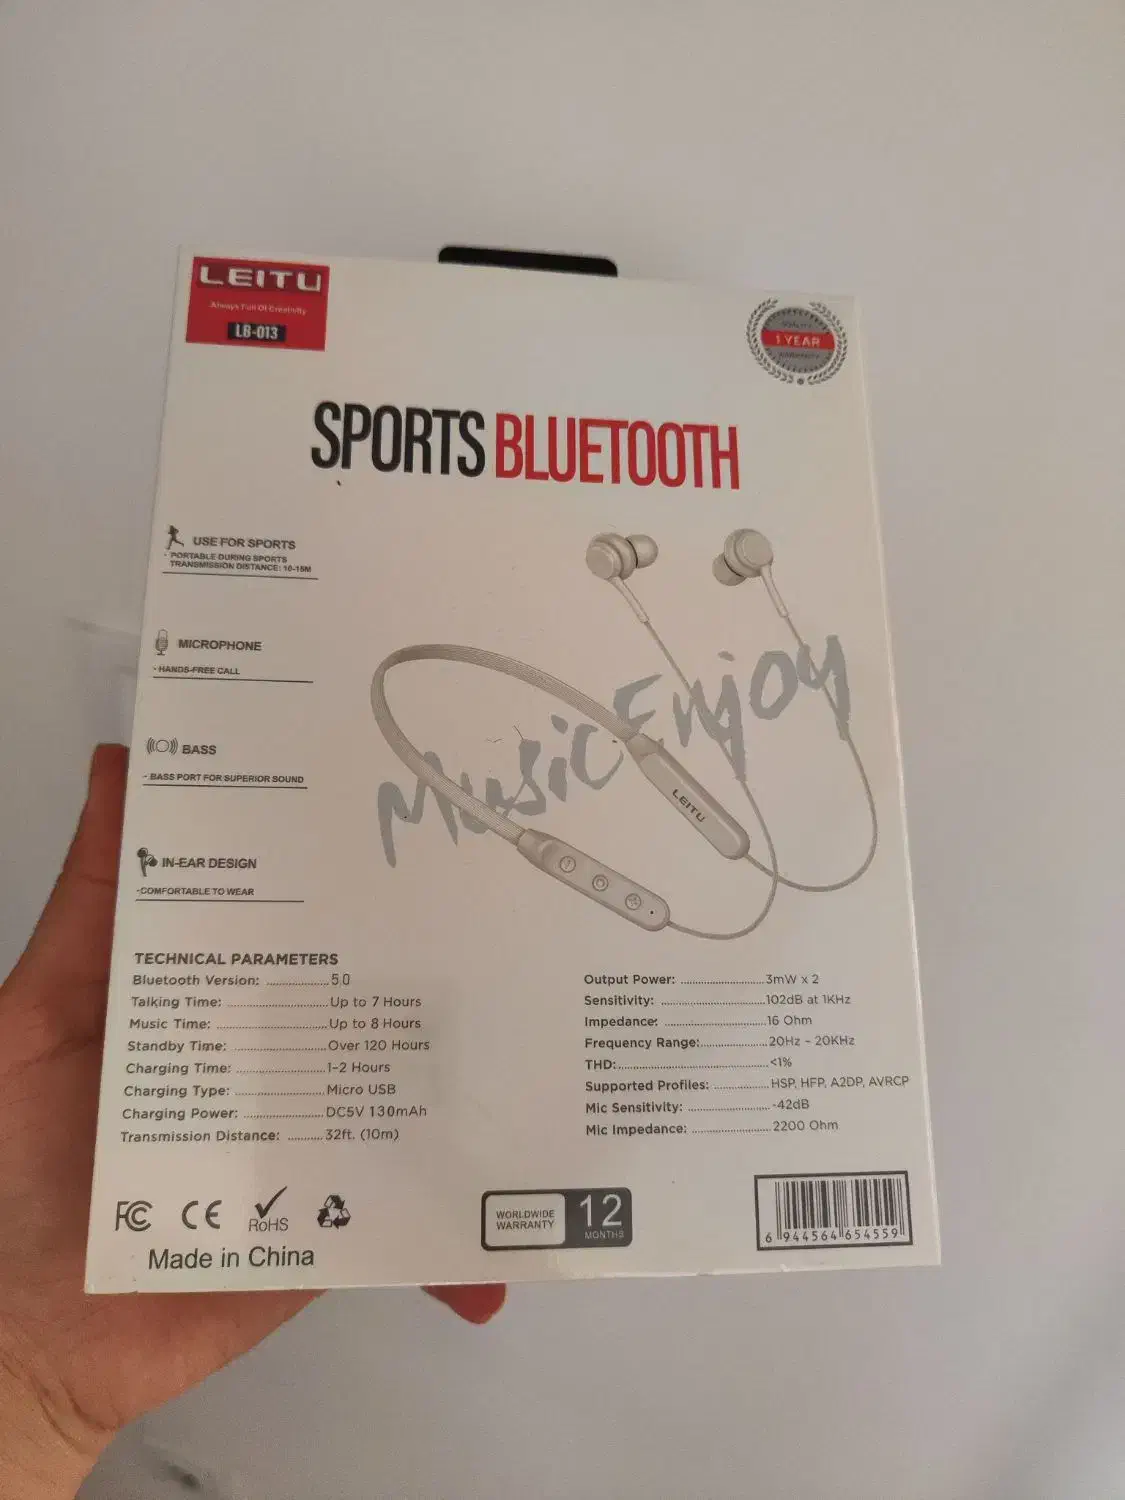 LEITU
Always Full Of Creativity
LB-013
1 YEAR
WARRANTY
SPORTS BLUETOOTH
USE FOR SPORTS
· PORTABLE DURING SPORTS
TRANSMISSION DISTANCE: 10-15M
MICROPHONE
· HANDS-FREE CALL
BASS
· BASS PORT FOR SUPERIOR SOUND
IN-EAR DESIGN
·COMFORTABLE TO WEAR
Music Enjoy
LEITU
TECHNICAL PARAMETERS
Bluetooth Version: ....................5.0
Talking Time: ..........................Up to 7 Hours
Music Time: ............................Up to 8 Hours
Standby Time: ........................Over 120 Hours
Charging Time: .......................1-2 Hours
Charging Type: .......................Micro USB
Charging Power: ....................DC5V 130mAh
Transmission Distance: ..........32ft. (10m)
Output Power: ........................3mW x 2
Sensitivity: ..............................102dB at 1KHz
Impedance: .............................16 Ohm
Frequency Range:...................20Hz - 20KHz
THD:..........................................<1%
Supported Profiles: ................HSP, HFP, A2DP, AVRCP
Mic Sensitivity: .......................-42dB
Mic Impedance: ......................2200 Ohm
FC CE RoHS
Made in China
WORLDWIDE
WARRANTY
12
MONTHS
6 944564 654559